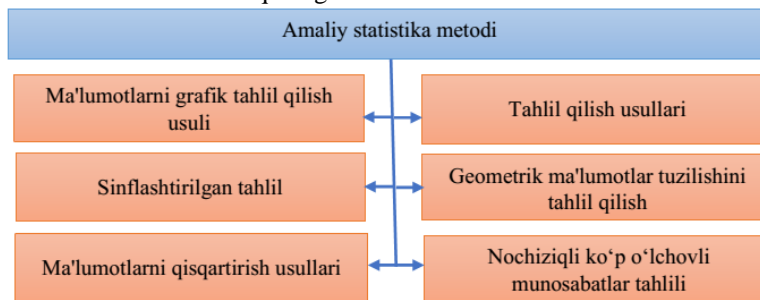 Amaliy statistika metodi
Ma'lumotlarni grafik tahlil qilish
usuli
Tahlil qilish usullari
Sinflashtirilgan tahlil
Geometrik ma'lumotlar tuzilishini
tahlil qilish
Ma'lumotlarni qisqartirish usullari
Nochiziqli ko‘p o‘lchovli
munosabatlar tahlili